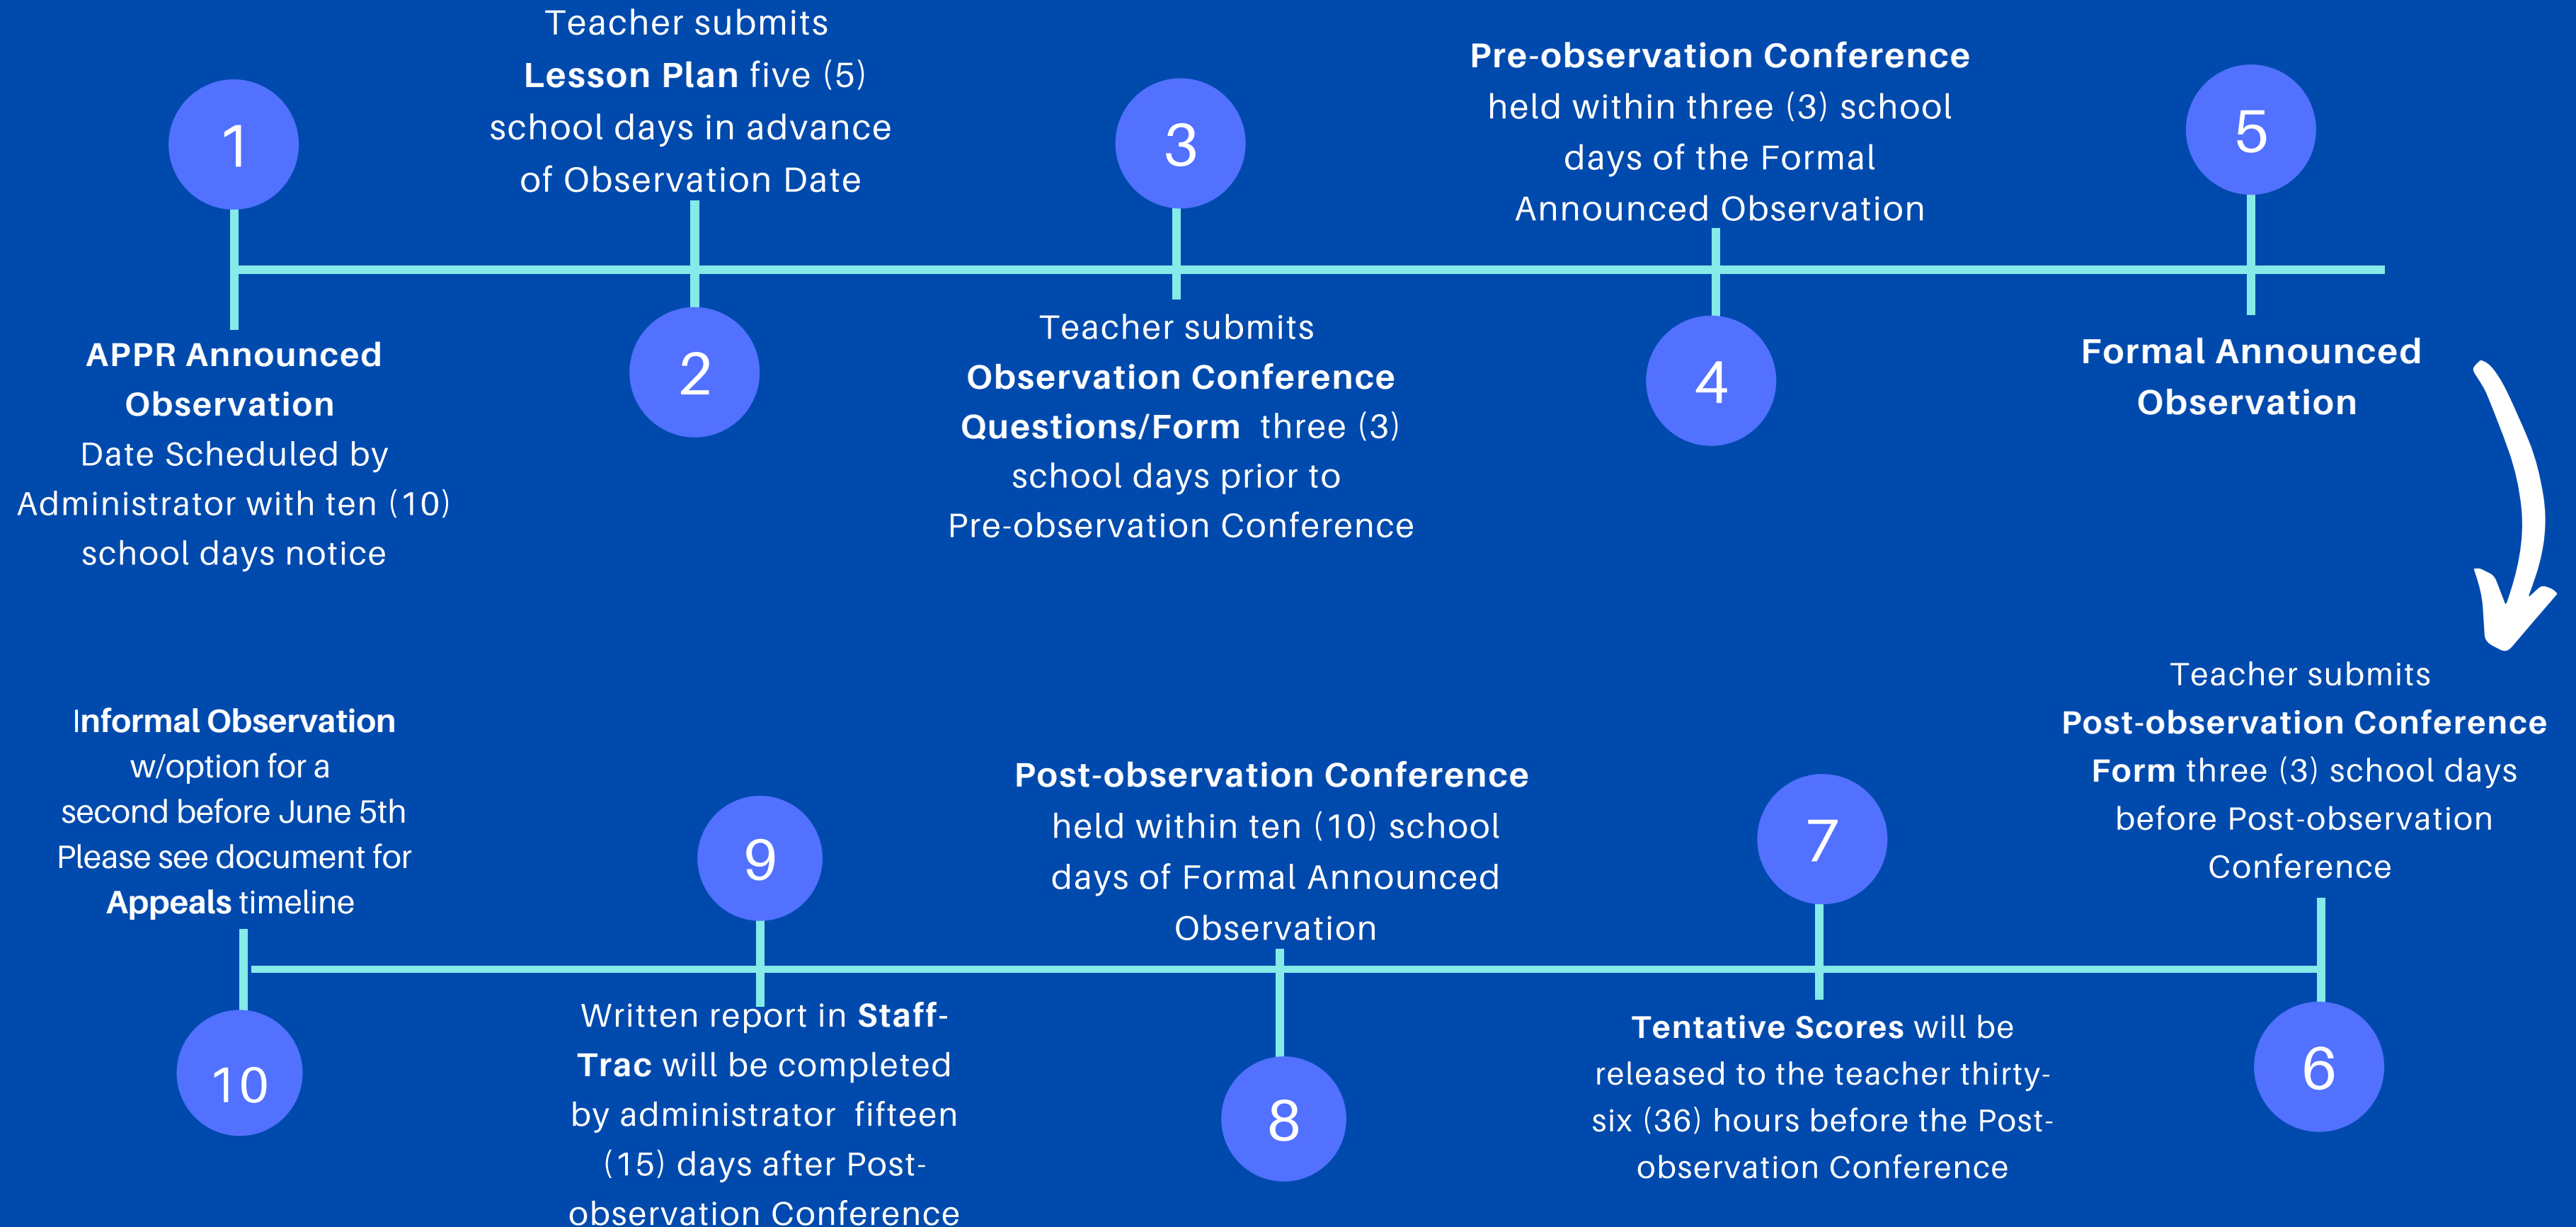 1
APPR Announced
Observation
Date Scheduled by
Administrator with ten (10)
school days notice
Teacher submits
Lesson Plan five (5)
school days in advance
of Observation Date
2
3
Teacher submits
Observation Conference
Questions/Form three (3)
school days prior to
Pre-observation Conference
Pre-observation Conference
held within three (3) school
days of the Formal
Announced Observation
4
5
Formal Announced
Observation
Teacher submits
Post-observation Conference
Form three (3) school days
before Post-observation
Conference
6
7
Tentative Scores will be
released to the teacher thirty-
six (36) hours before the Post-
observation Conference
Post-observation Conference
held within ten (10) school
days of Formal Announced
Observation
8
9
Written report in Staff-
Trac will be completed
by administrator fifteen
(15) days after Post-
observation Conference
Informal Observation
w/option for a
second before June 5th
Please see document for
Appeals timeline
10